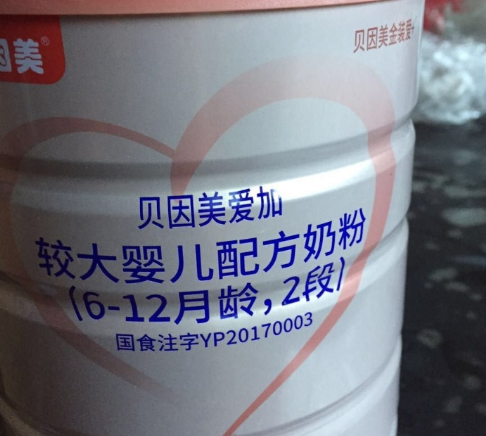 因美®
贝因美金装爱+
贝因美爱加
较大婴儿配方奶粉
(6-12月龄,2段)
国食注字YP20170003